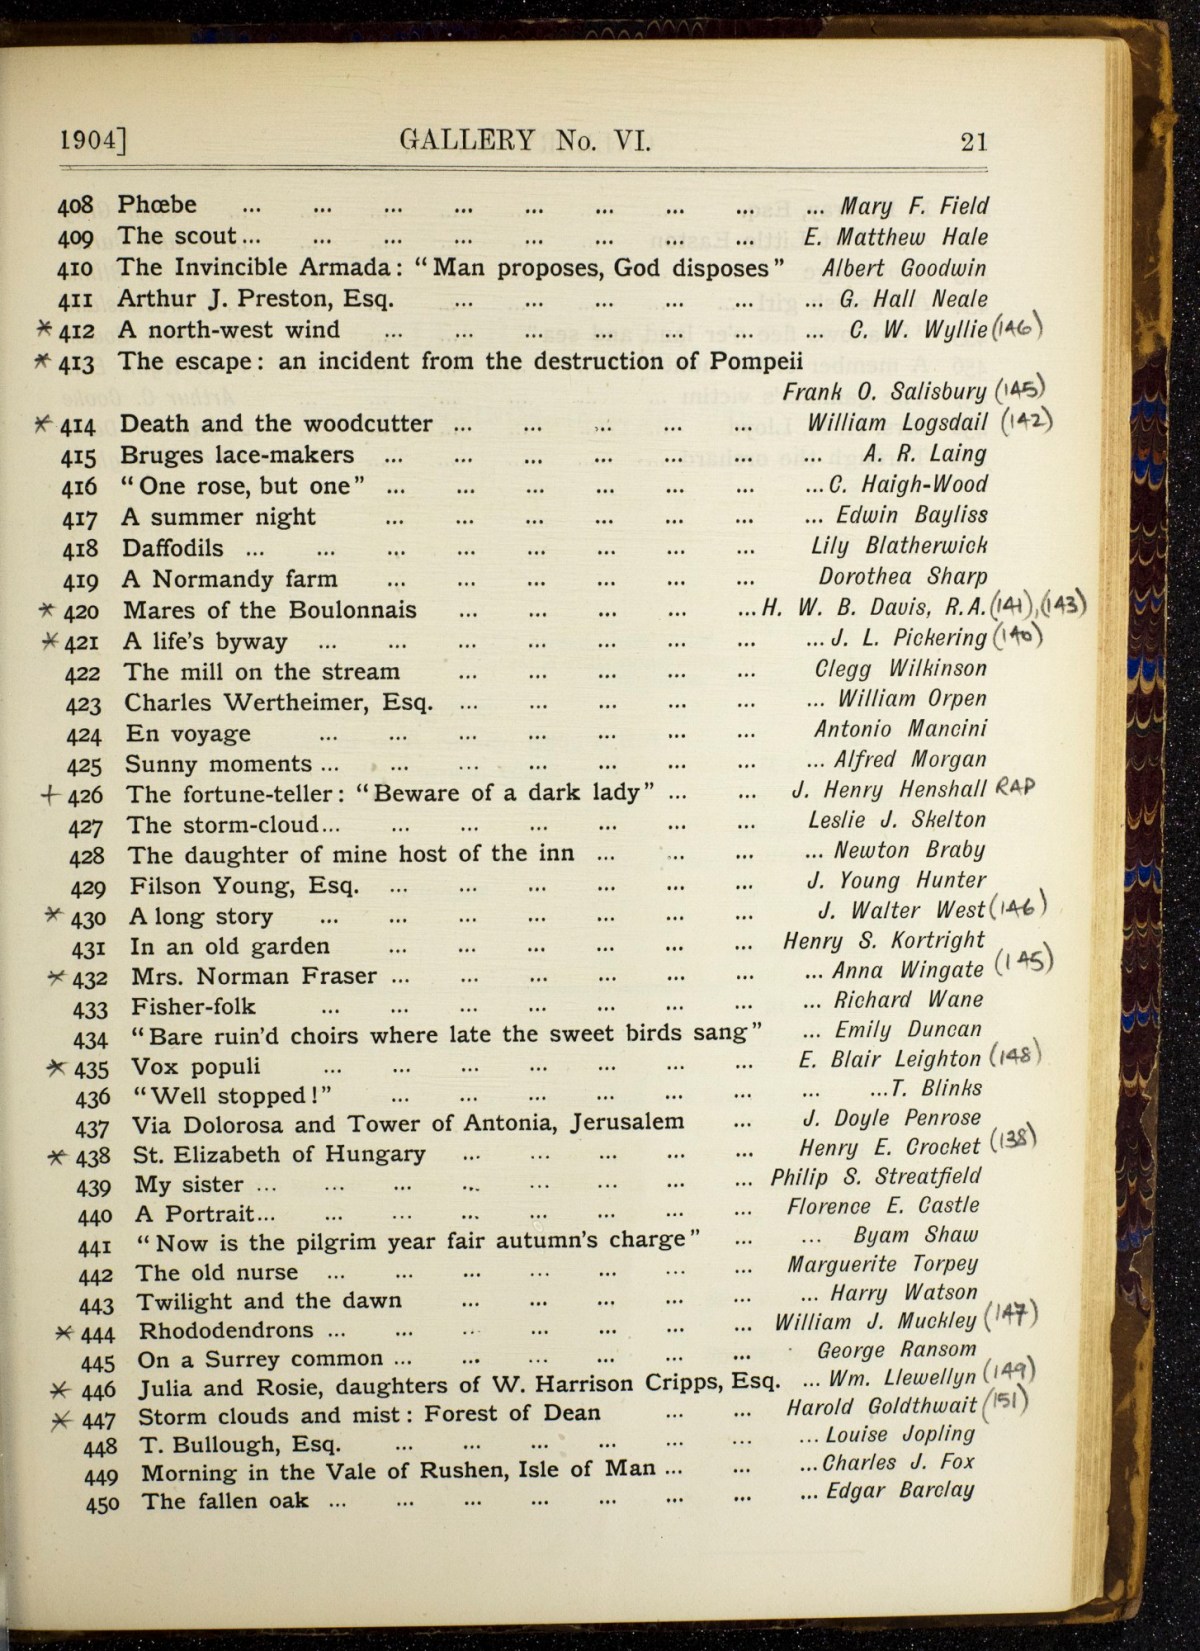 1904] GALLERY No. VI. 21
408 Phœbe ... ... ... ... ... ... ... ... ... Mary F. Field
409 The scout... ... ... ... ... ... ... ... E. Matthew Hale
410 The Invincible Armada: "Man proposes, God disposes" Albert Goodwin
411 Arthur J. Preston, Esq. ... ... ... ... ... ... G. Hall Neale
* 412 A north-west wind ... ... ... ... ... ... ... C. W. Wyllie (146)
* 413 The escape: an incident from the destruction of Pompeii
Frank O. Salisbury (145)
* 414 Death and the woodcutter ... ... ... ... ... William Logsdail (142)
415 Bruges lace-makers ... ... ... ... ... ... ... A. R. Laing
416 "One rose, but one" ... ... ... ... ... ... ... C. Haigh-Wood
417 A summer night ... ... ... ... ... ... ... Edwin Bayliss
418 Daffodils ... ... ... ... ... ... ... ... Lily Blatherwick
419 A Normandy farm ... ... ... ... ... ... Dorothea Sharp
* 420 Mares of the Boulonnais ... ... ... ... ... H. W. B. Davis, R.A. (141), (143)
* 421 A life's byway ... ... ... ... ... ... ... ... J. L. Pickering (140)
422 The mill on the stream ... ... ... ... ... Clegg Wilkinson
423 Charles Wertheimer, Esq. ... ... ... ... ... ... William Orpen
424 En voyage ... ... ... ... ... ... ... Antonio Mancini
425 Sunny moments ... ... ... ... ... ... ... ... Alfred Morgan
+ 426 The fortune-teller: "Beware of a dark lady" ... ... J. Henry Henshall RAP
427 The storm-cloud... ... ... ... ... ... ... Leslie J. Skelton
428 The daughter of mine host of the inn ... ... ... ... Newton Braby
429 Filson Young, Esq. ... ... ... ... ... ... J. Young Hunter
* 430 A long story ... ... ... ... ... ... ... J. Walter West (146)
431 In an old garden ... ... ... ... ... ... Henry S. Kortright
* 432 Mrs. Norman Fraser ... ... ... ... ... ... ... Anna Wingate (145)
433 Fisher-folk ... ... ... ... ... ... ... ... Richard Wane
434 "Bare ruin'd choirs where late the sweet birds sang" ... Emily Duncan
* 435 Vox populi ... ... ... ... ... ... ... E. Blair Leighton (148)
436 "Well stopped!" ... ... ... ... ... ... ... ...T. Blinks
437 Via Dolorosa and Tower of Antonia, Jerusalem ... J. Doyle Penrose
* 438 St. Elizabeth of Hungary ... ... ... ... ... Henry E. Crocket (138)
439 My sister ... ... ... ... ... ... ... ... Philip S. Streatfield
440 A Portrait... ... ... ... ... ... ... ... Florence E. Castle
441 "Now is the pilgrim year fair autumn's charge" ... ... Byam Shaw
442 The old nurse ... ... ... ... ... ... ... Marguerite Torpey
443 Twilight and the dawn ... ... ... ... ... ... Harry Watson
* 444 Rhododendrons ... ... ... ... ... ... ... William J. Muckley (147)
445 On a Surrey common ... ... ... ... ... ... George Ransom
* 446 Julia and Rosie, daughters of W. Harrison Cripps, Esq. ... Wm. Llewellyn (149)
* 447 Storm clouds and mist: Forest of Dean ... ... Harold Goldthwait (151)
448 T. Bullough, Esq. ... ... ... ... ... ... ... Louise Jopling
449 Morning in the Vale of Rushen, Isle of Man ... ... ... Charles J. Fox
450 The fallen oak ... ... ... ... ... ... ... ... Edgar Barclay